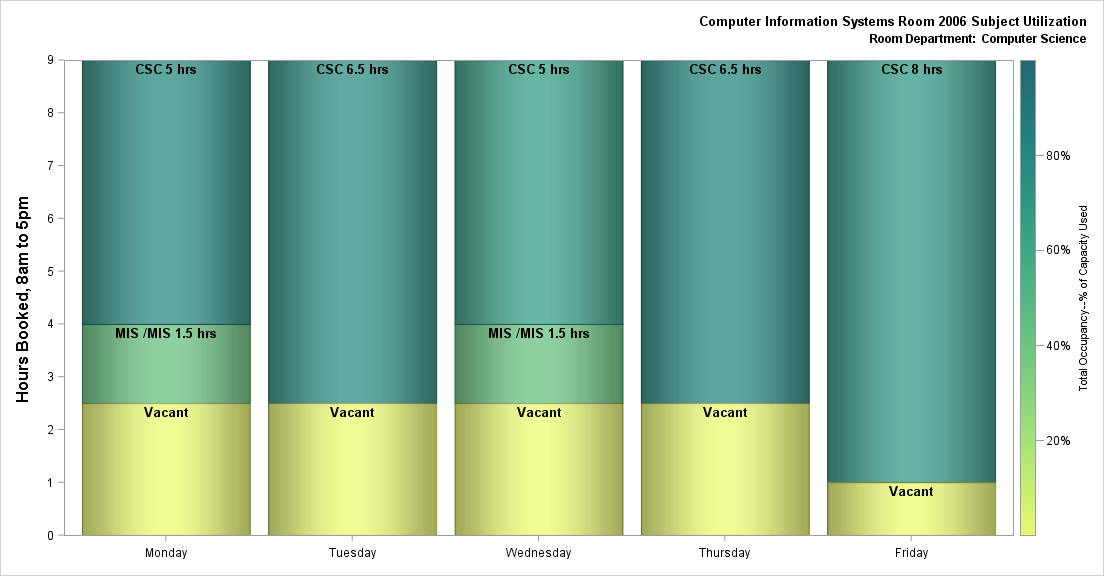 Computer Information Systems Room 2006 Subject Utilization
Room Department: Computer Science
Hours Booked, 8am to 5pm
9
8
7
6
5
4
3
2
1
0
CSC 5 hrs
MIS /MIS 1.5 hrs
Vacant
CSC 6.5 hrs
Vacant
CSC 5 hrs
MIS /MIS 1.5 hrs
Vacant
CSC 6.5 hrs
Vacant
CSC 8 hrs
Vacant
Monday
Tuesday
Wednesday
Thursday
Friday
80%
60%
40%
20%
Total Occupancy--% of Capacity Used